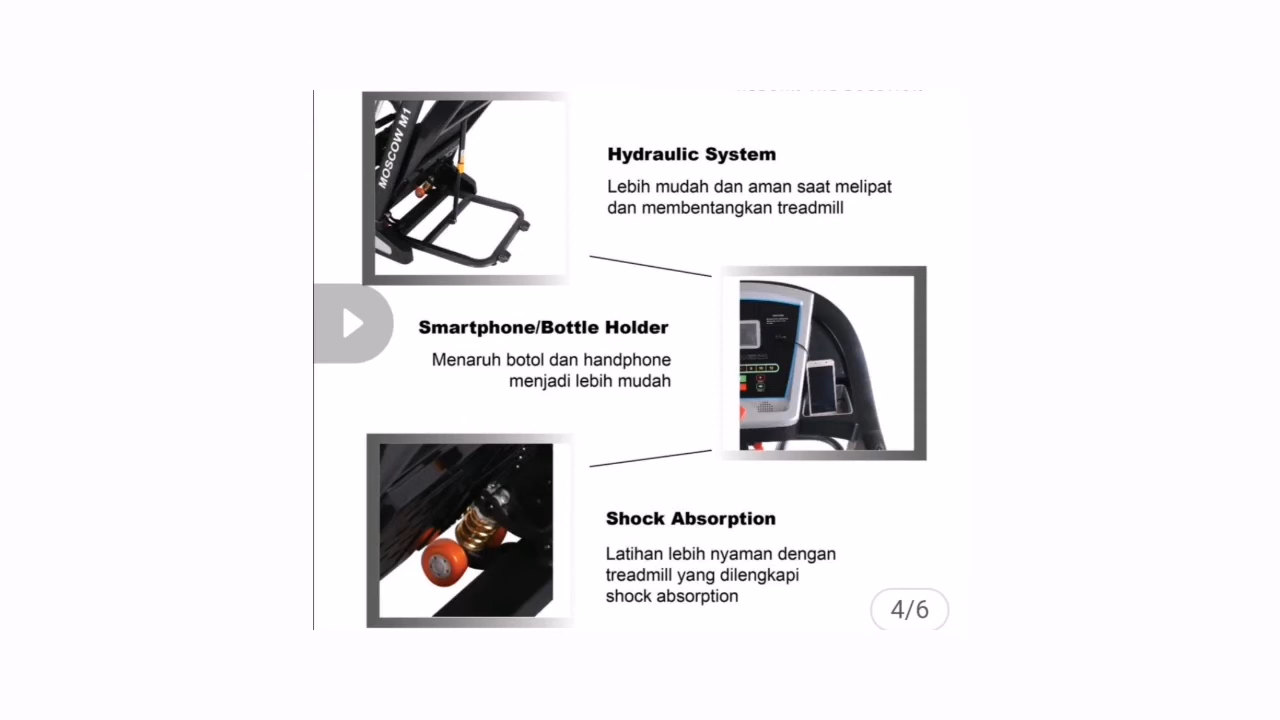 MOSCOW M1
Hydraulic System
Lebih mudah dan aman saat melipat
dan membentangkan treadmill
Smartphone/Bottle Holder
Menaruh botol dan handphone
menjadi lebih mudah
Shock Absorption
Latihan lebih nyaman dengan
treadmill yang dilengkapi
shock absorption
4/6